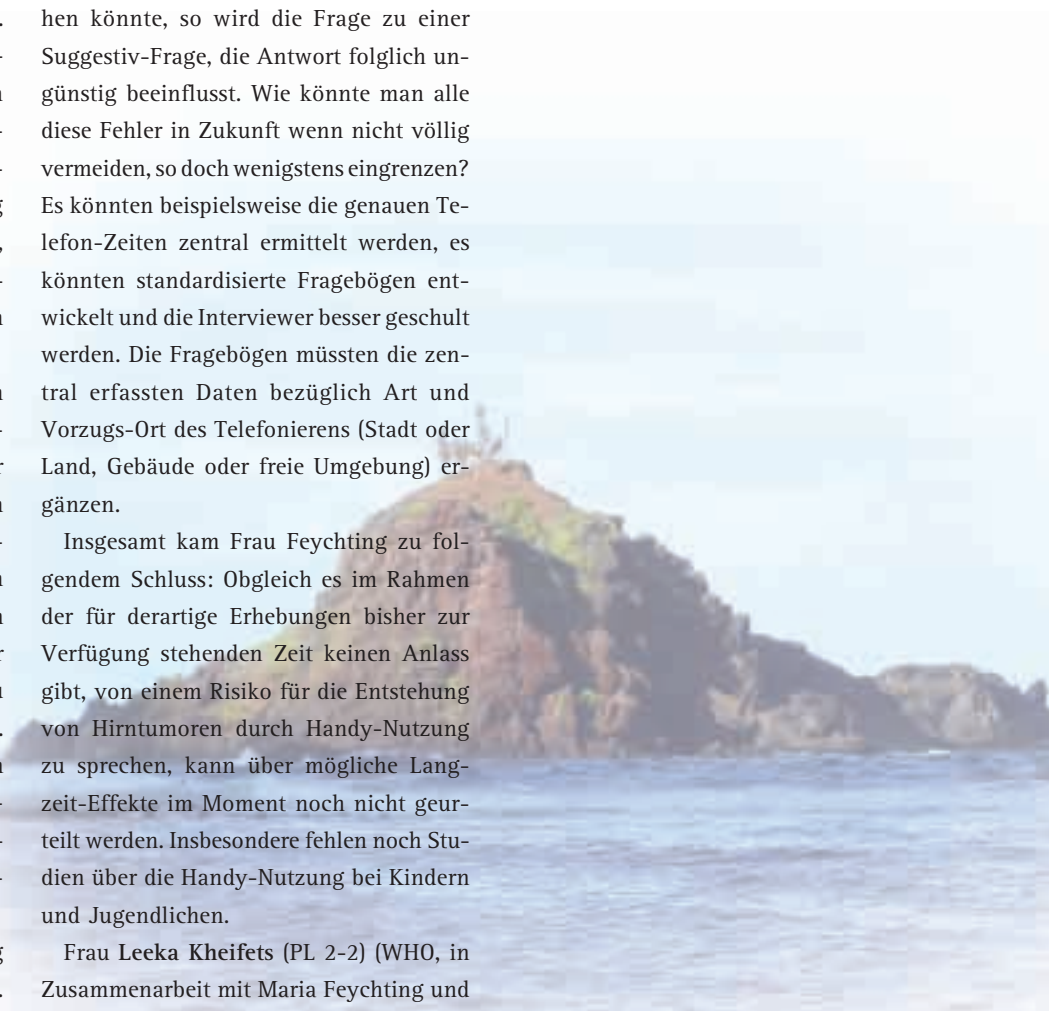 hen könnte, so wird die Frage zu einer
Suggestiv-Frage, die Antwort folglich un-
günstig beeinflusst. Wie könnte man alle
diese Fehler in Zukunft wenn nicht völlig
vermeiden, so doch wenigstens eingrenzen?
Es könnten beispielsweise die genauen Te-
lefon-Zeiten zentral ermittelt werden, es
könnten standardisierte Fragebögen ent-
wickelt und die Interviewer besser geschult
werden. Die Fragebögen müssten die zen-
tral erfassten Daten bezüglich Art und
Vorzugs-Ort des Telefonierens (Stadt oder
Land, Gebäude oder freie Umgebung) er-
gänzen.
Insgesamt kam Frau Feychting zu fol-
gendem Schluss: Obgleich es im Rahmen
der für derartige Erhebungen bisher zur
Verfügung stehenden Zeit keinen Anlass
gibt, von einem Risiko für die Entstehung
von Hirntumoren durch Handy-Nutzung
zu sprechen, kann über mögliche Lang-
zeit-Effekte im Moment noch nicht geur-
teilt werden. Insbesondere fehlen noch Stu-
dien über die Handy-Nutzung bei Kindern
und Jugendlichen.
Frau Leeka Kheifets (PL 2-2) (WHO, in
Zusammenarbeit mit Maria Feychting und